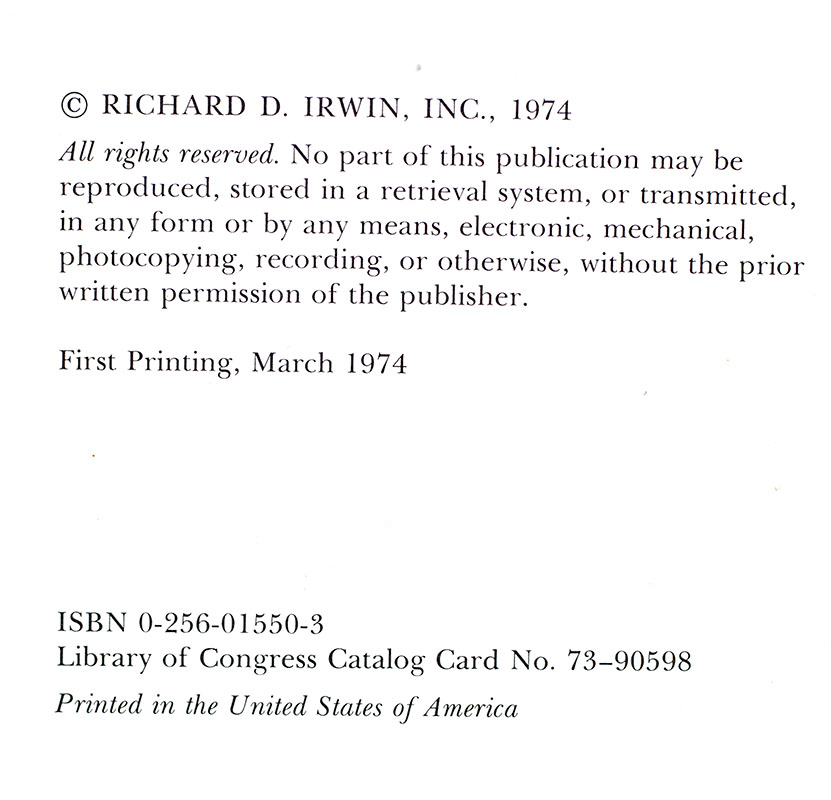 © RICHARD D. IRWIN, INC., 1974
All rights reserved. No part of this publication may be
reproduced, stored in a retrieval system, or transmitted,
in any form or by any means, electronic, mechanical,
photocopying, recording, or otherwise, without the prior
written permission of the publisher.
First Printing, March 1974
ISBN 0-256-01550-3
Library of Congress Catalog Card No. 73–90598
Printed in the United States of America